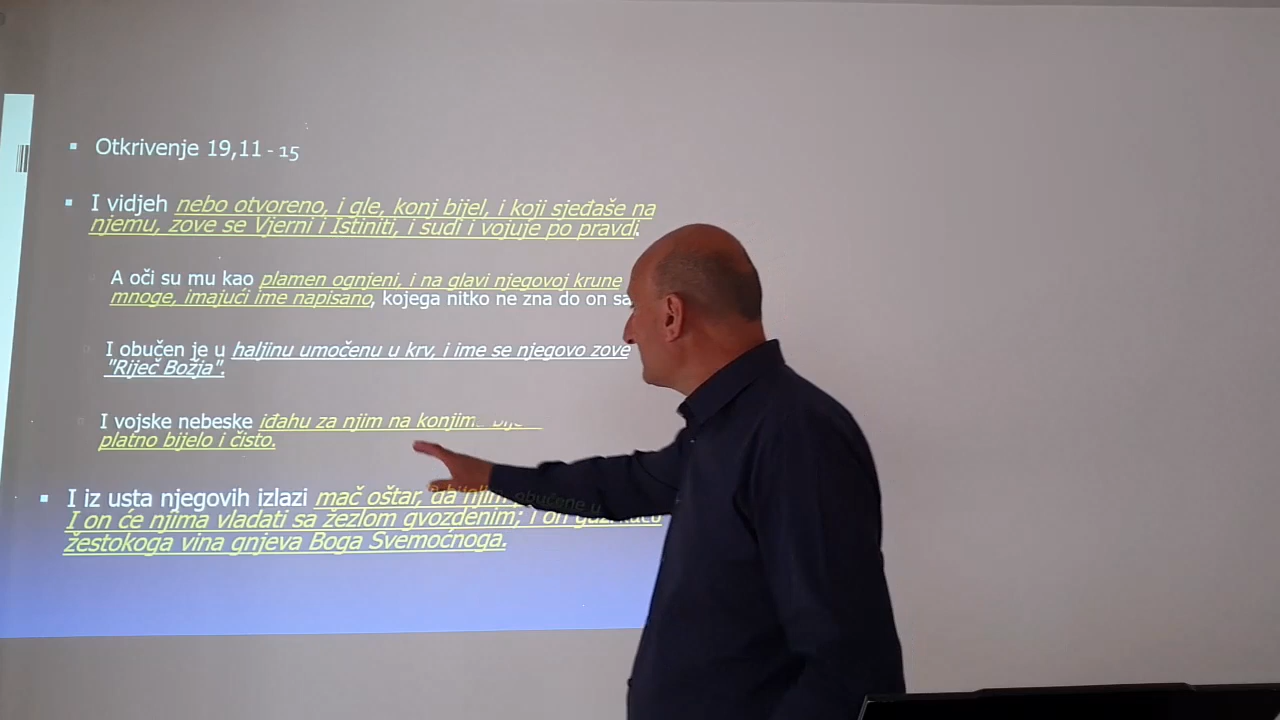 Otkrivenje 19,11 - 15
I vidjeh nebo otvoreno, i gle, konj bijel, i koji sjeđaše na
njemu, zove se Vjerni i Istiniti, i sudi i vojuje po pravdi.
A oči su mu kao plamen ognjeni, i na glavi njegovoj krune
mnoge, imajući ime napisano, kojega nitko ne zna do on sa
I obučen je u haljinu umočenu u krv, i ime se njegovo zove
"Riječ Božja".
I vojske nebeske iđahu za njim na konjima obučene u
platno bijelo i čisto.
I iz usta njegovih izlazi mač oštar, da njim
I on će njima vladati sa žezlom gvozdenim; i on
žestokoga vina gnjeva Boga Svemoćnoga.